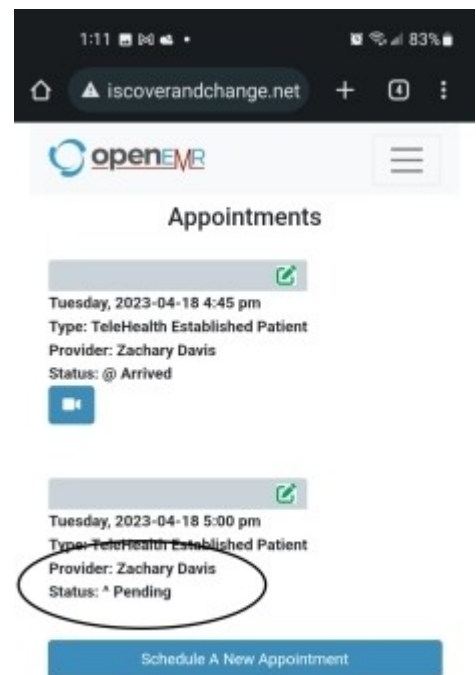 1:11
83%
iscoverandchange.net
4
openEMR
Appointments
Tuesday, 2023-04-18 4:45 pm
Type: TeleHealth Established Patient
Provider: Zachary Davis
Status: @ Arrived
Tuesday, 2023-04-18 5:00 pm
Type: TeleHealth Established Patient
Provider: Zachary Davis
Status: ^ Pending
Schedule A New Appointment